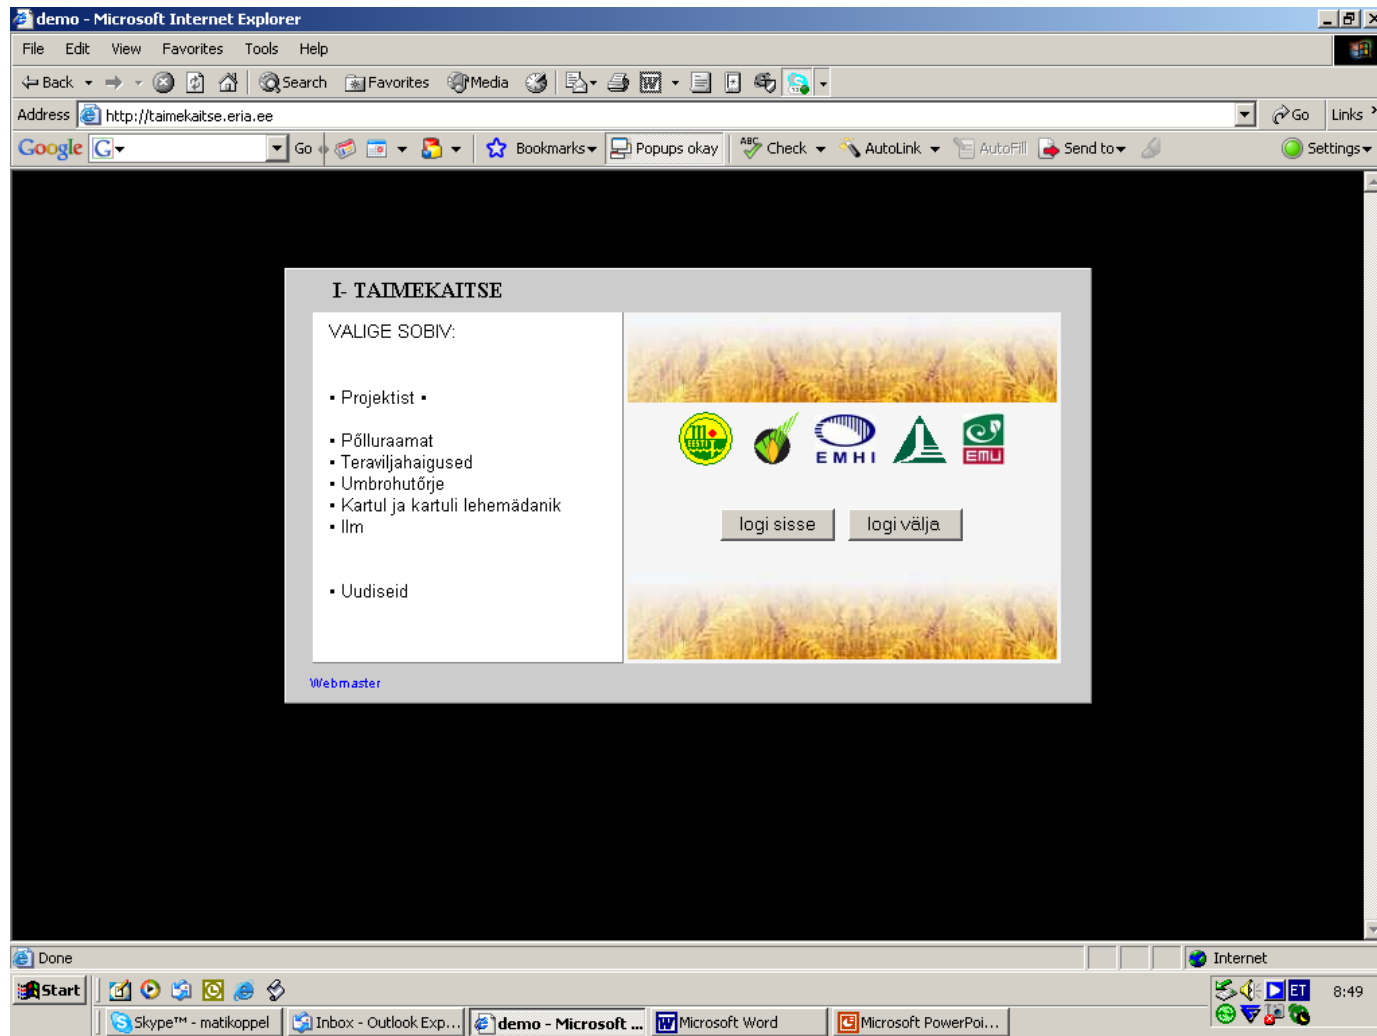 demo - Microsoft Internet Explorer
File Edit View Favorites Tools Help
Back Search Favorites Media
Address http://taimekaitse.eria.ee Go Links
Google G Go Bookmarks Popups okay ABC Check AutoLink AutoFill Send to Settings
I- TAIMEKAITSE
VALIGE SOBIV:
▪ Projektist ▪
▪ Põlluraamat
▪ Teraviljahaigused
▪ Umbrohutõrje
▪ Kartul ja kartuli lehemädanik
▪ Ilm
▪ Uudiseid
EESTI
EMHI
EMU
logi sisse logi välja
Webmaster
Done Internet
Start ET 8:49
Skype™ - matikoppel Inbox - Outlook Exp... demo - Microsoft ... Microsoft Word Microsoft PowerPoi...